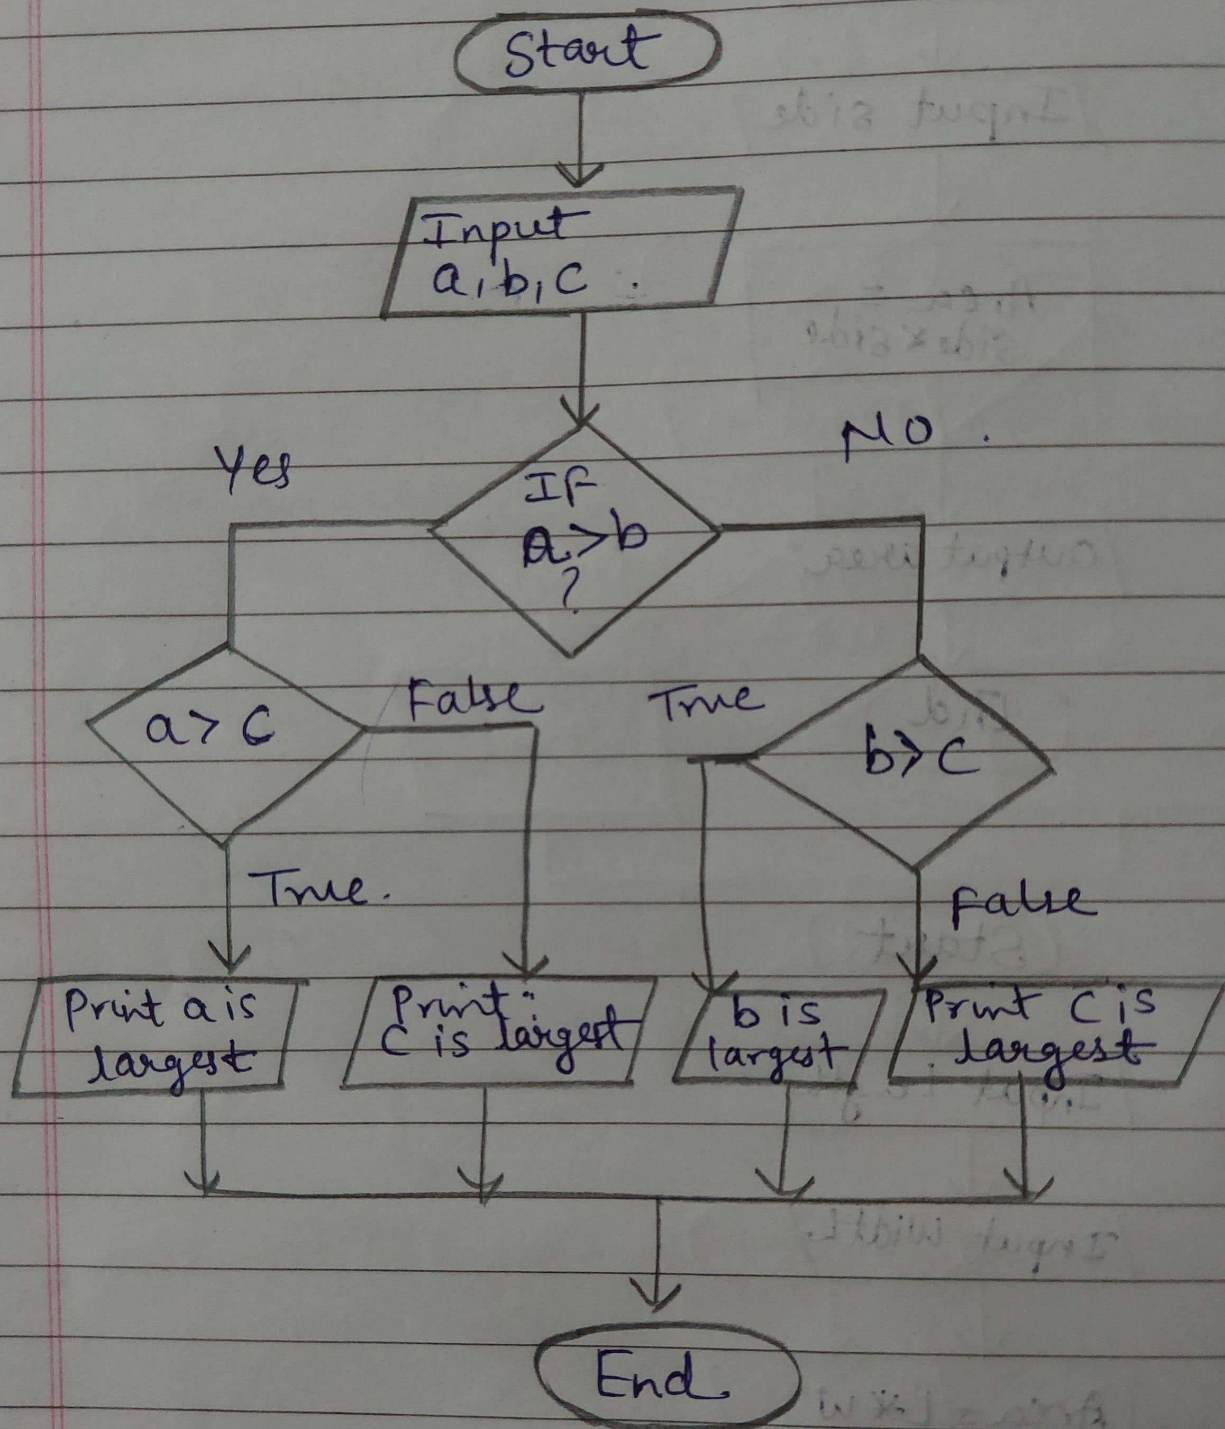 Start
Input
a, b, c .
Yes
No .
If
a>b
?
a> c
False
True
b>c
True.
False
Print a is
largest
Print
C is largest
b is
largest
Print C is
largest
End